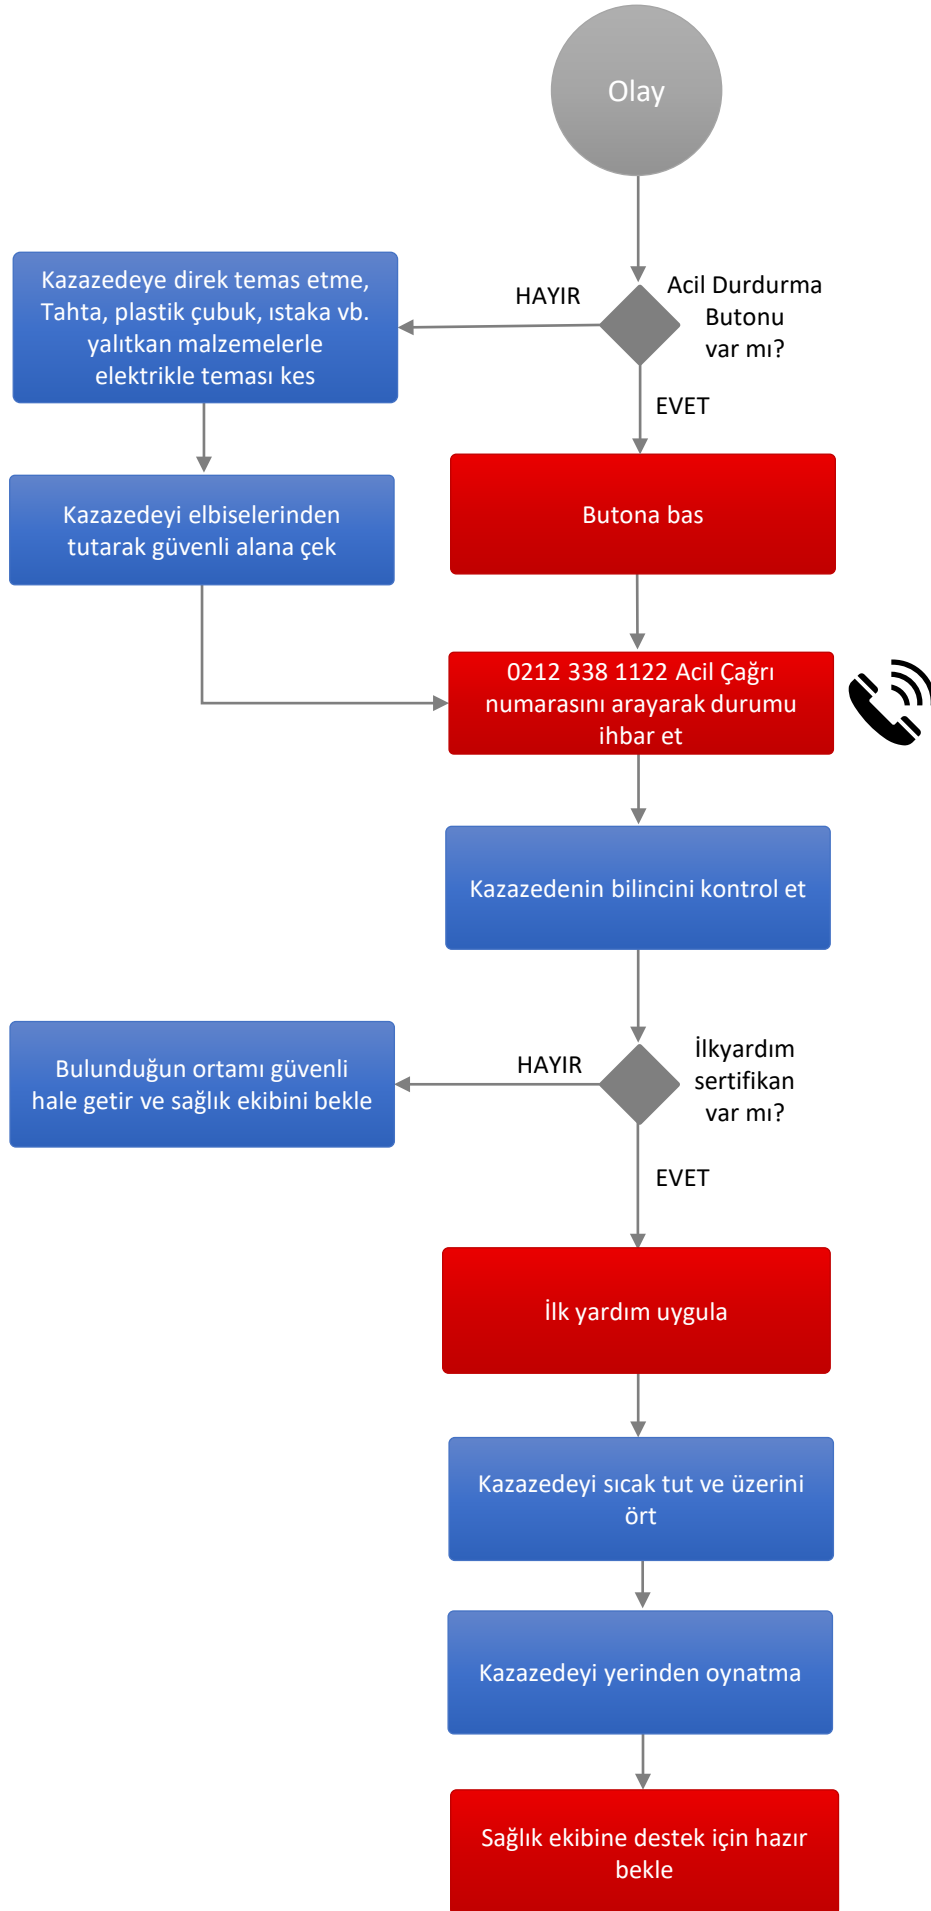 Olay
Acil Durdurma
Butonu
var mı?
HAYIR
Kazazedeye direk temas etme,
Tahta, plastik çubuk, ıstaka vb.
yalıtkan malzemelerle
elektrikle teması kes
EVET
Kazazedeyi elbiselerinden
tutarak güvenli alana çek
Butona bas
0212 338 1122 Acil Çağrı
numarasını arayarak durumu
ihbar et
Kazazedenin bilincini kontrol et
İlkyardım
sertifikan
var mı?
HAYIR
Bulunduğun ortamı güvenli
hale getir ve sağlık ekibini bekle
EVET
İlk yardım uygula
Kazazedeyi sıcak tut ve üzerini
ört
Kazazedeyi yerinden oynatma
Sağlık ekibine destek için hazır
bekle